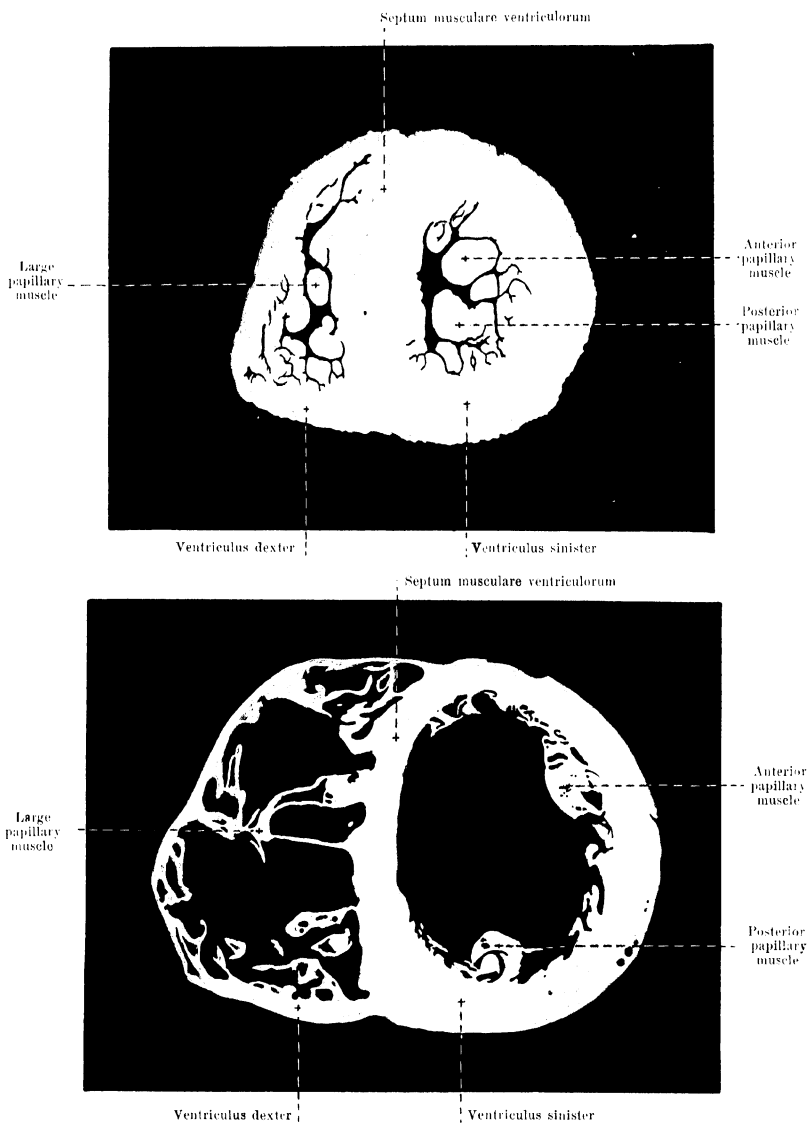 Septum musculare ventriculorum
Large
papillary
muscle
Anterior
papillary
muscle
Posterior
papillary
muscle
Ventriculus dexter
Ventriculus sinister
Septum musculare ventriculorum
Large
papillary
muscle
Anterior
papillary
muscle
Posterior
papillary
muscle
Ventriculus dexter
Ventriculus sinister